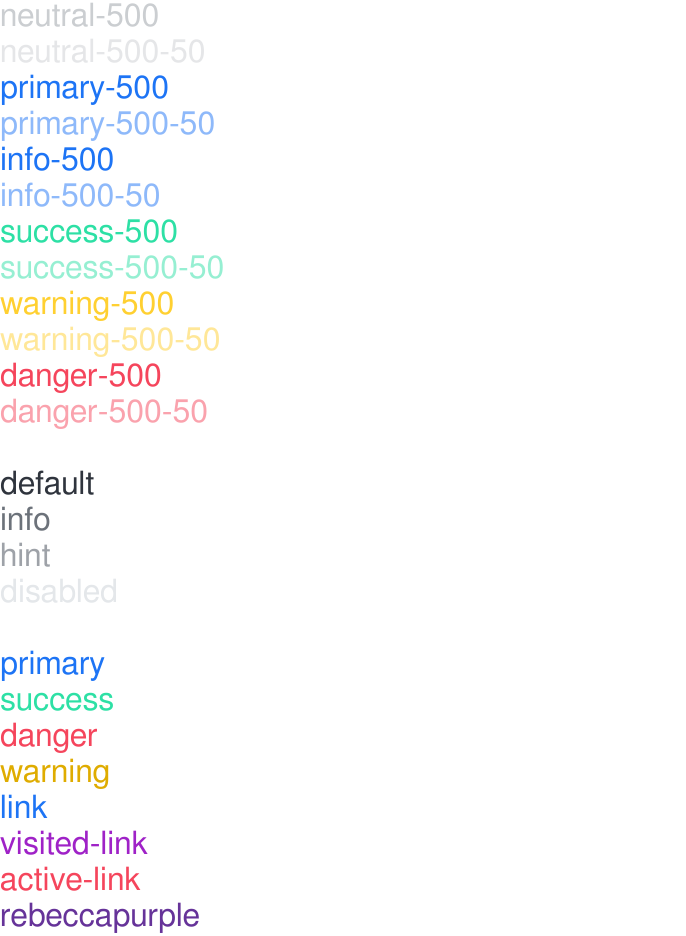 neutral-500
neutral-500-50
primary-500
primary-500-50
info-500
info-500-50
success-500
success-500-50
warning-500
warning-500-50
danger-500
danger-500-50
default
info
hint
disabled
primary
success
danger
warning
link
visited-link
active-link
rebeccapurple